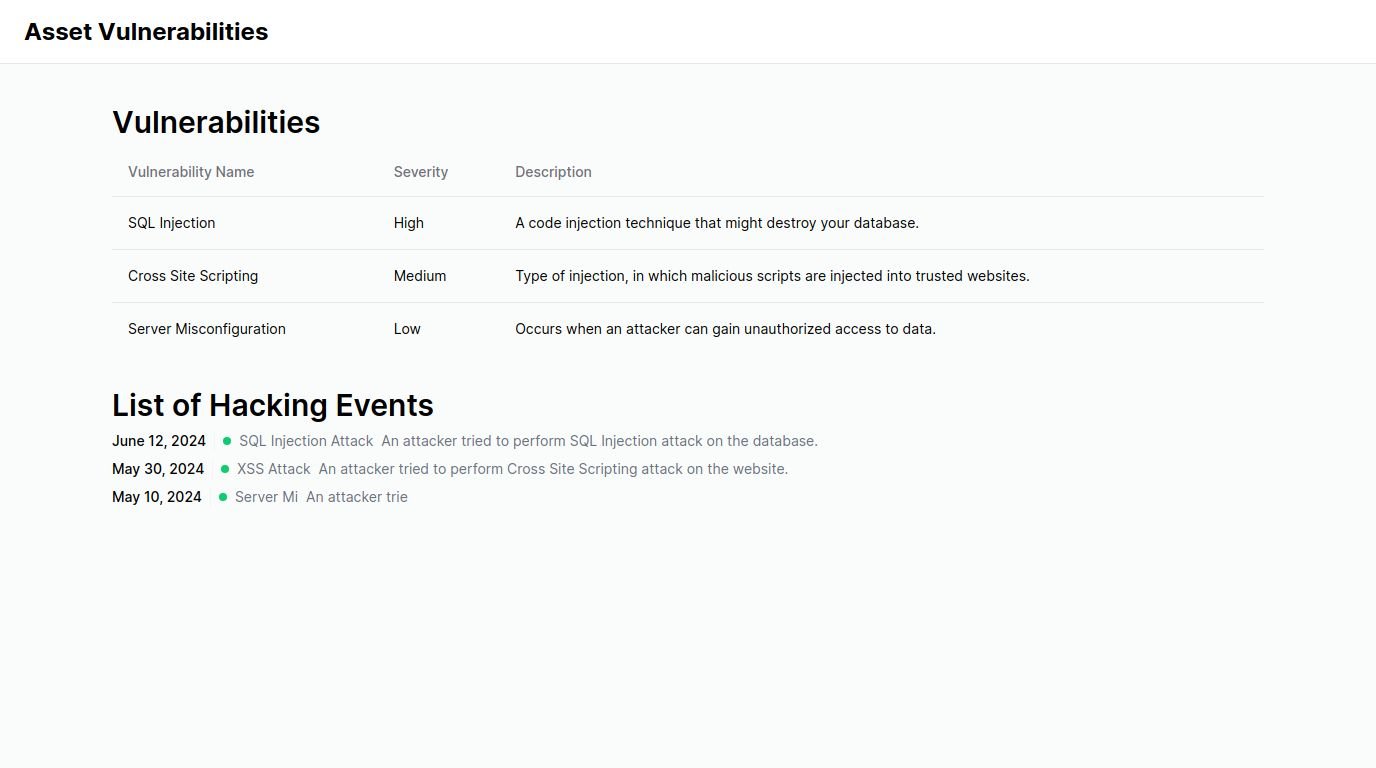 Asset Vulnerabilities
Vulnerabilities
Vulnerability Name Severity Description
SQL Injection High A code injection technique that might destroy your database.
Cross Site Scripting Medium Type of injection, in which malicious scripts are injected into trusted websites.
Server Misconfiguration Low Occurs when an attacker can gain unauthorized access to data.
List of Hacking Events
June 12, 2024 SQL Injection Attack An attacker tried to perform SQL Injection attack on the database.
May 30, 2024 XSS Attack An attacker tried to perform Cross Site Scripting attack on the website.
May 10, 2024 Server Mi An attacker trie